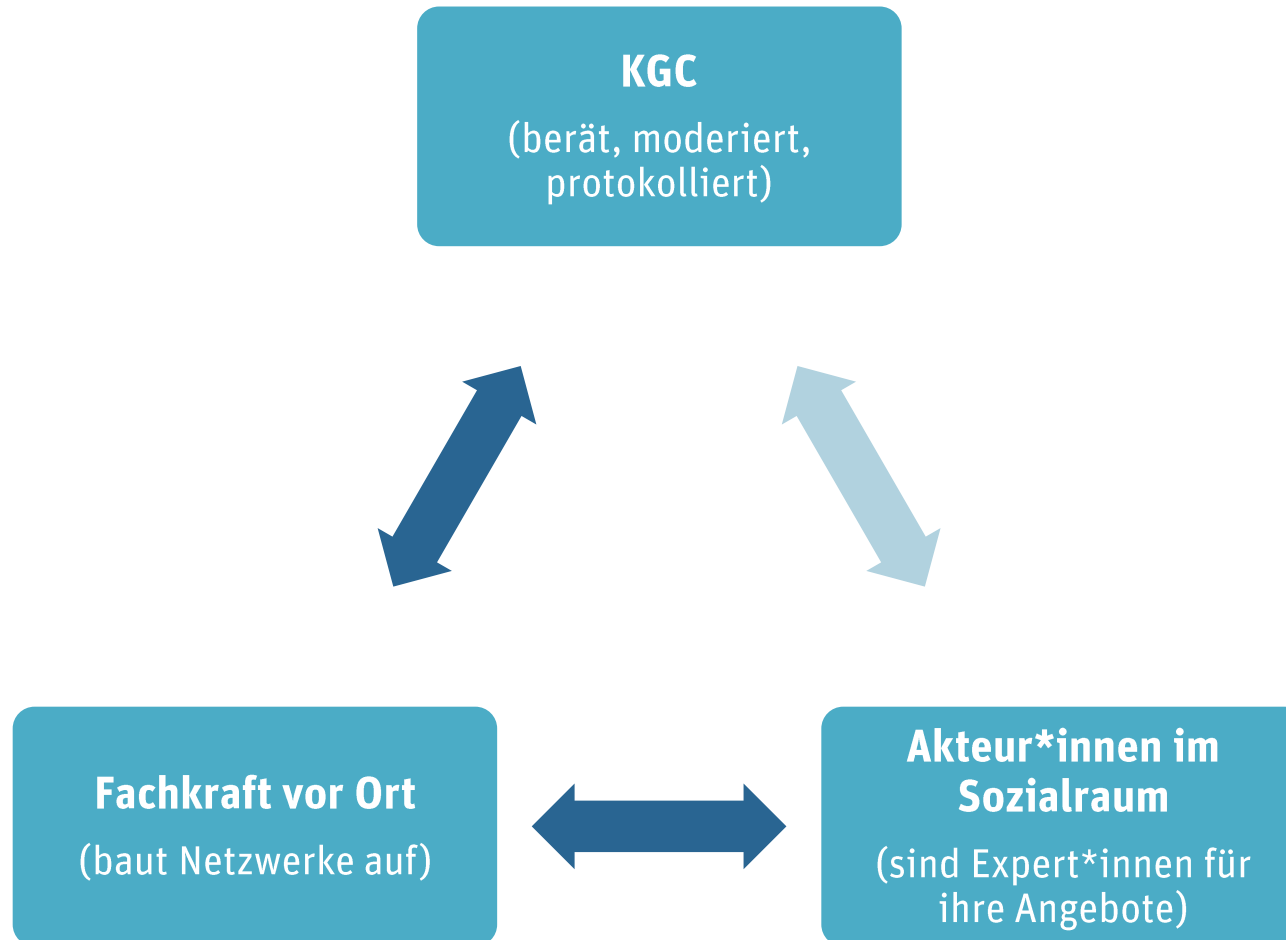 KGC
(berät, moderiert,
protokolliert)
Fachkraft vor Ort
(baut Netzwerke auf)
Akteur*innen im
Sozialraum
(sind Expert*innen für
ihre Angebote)